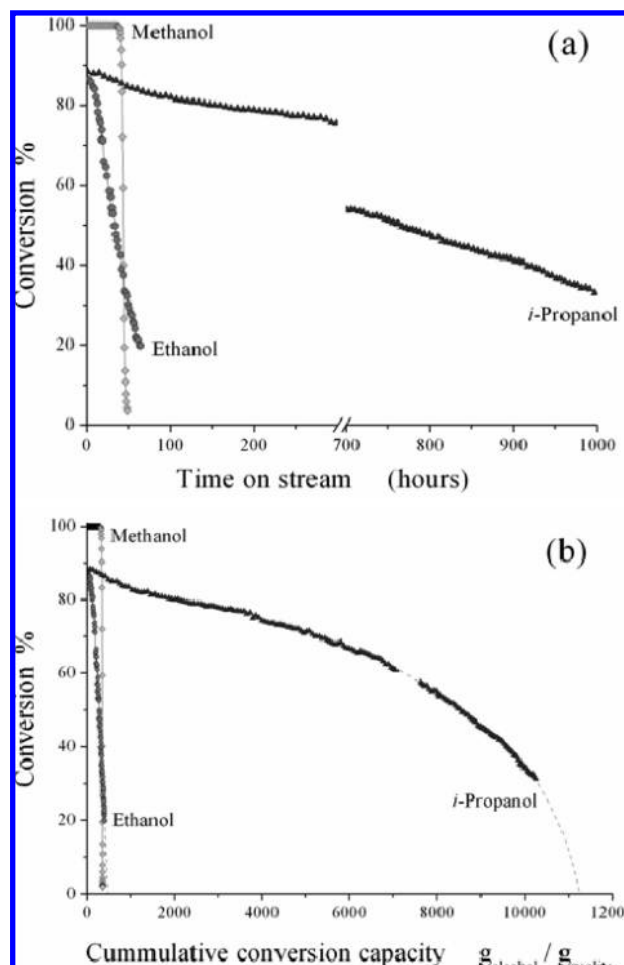 100
80
60
40
20
0
Conversion %
Methanol
(a)
Ethanol
i-Propanol
0 100 200 700 800 900 1000
Time on stream (hours)
100
80
60
40
20
0
Conversion %
Methanol
(b)
Ethanol
i-Propanol
0 2000 4000 6000 8000 10000 1200
Cummulative conversion capacity g / g